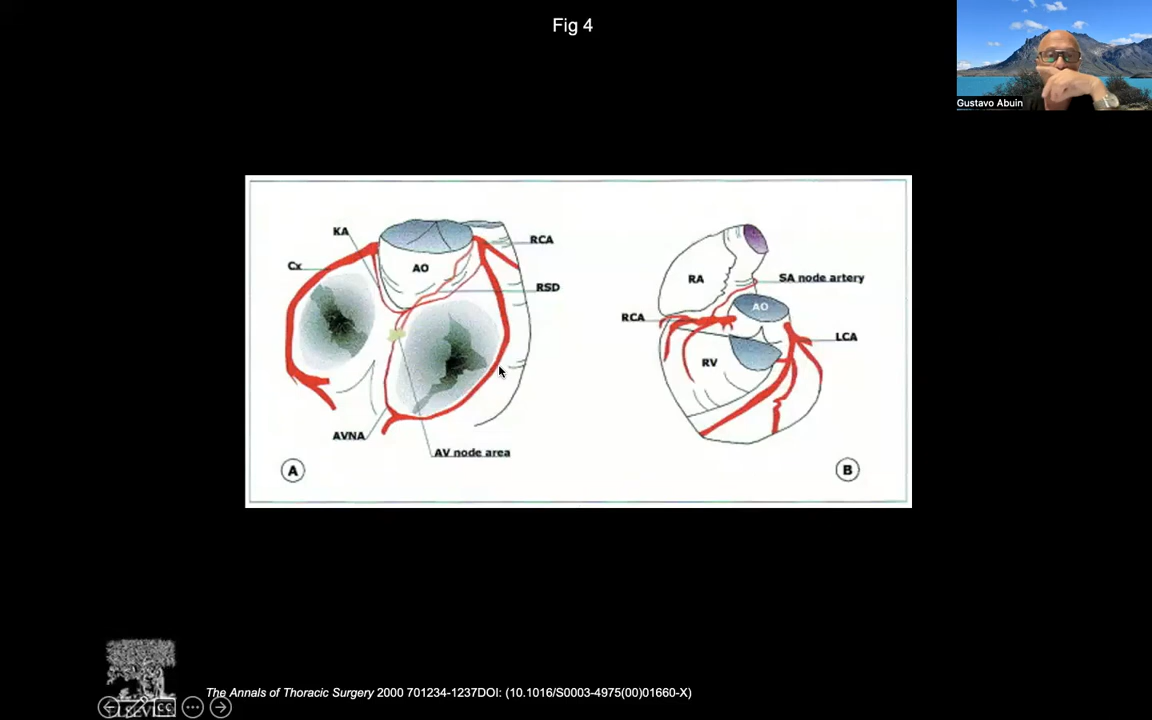 Fig 4
Gustavo Abuin
KA
RCA
Cx
AO
RSD
AVNA
AV node area
A
RA
SA node artery
AO
RCA
LCA
RV
B
ELSEVIER
The Annals of Thoracic Surgery 2000 701234-1237DOI: (10.1016/S0003-4975(00)01660-X)